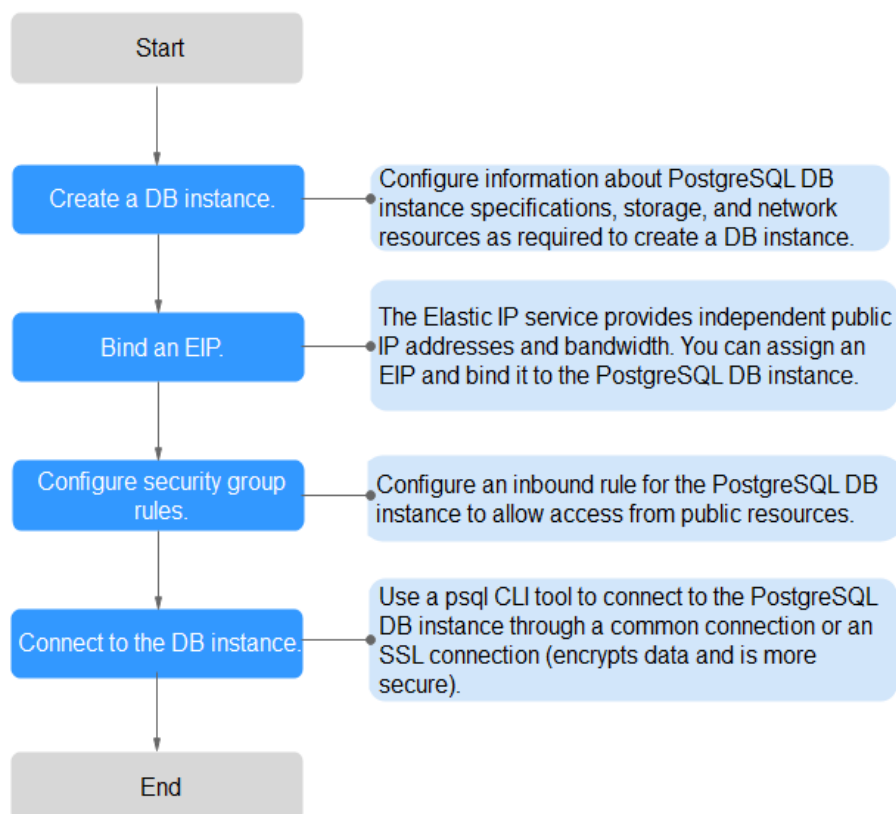 Start
Create a DB instance.
Configure information about PostgreSQL DB
instance specifications, storage, and network
resources as required to create a DB instance.
Bind an EIP.
The Elastic IP service provides independent public
IP addresses and bandwidth. You can assign an
EIP and bind it to the PostgreSQL DB instance.
Configure security group
rules.
Configure an inbound rule for the PostgreSQL DB
instance to allow access from public resources.
Connect to the DB instance.
Use a psql CLI tool to connect to the PostgreSQL
DB instance through a common connection or an
SSL connection (encrypts data and is more
secure).
End